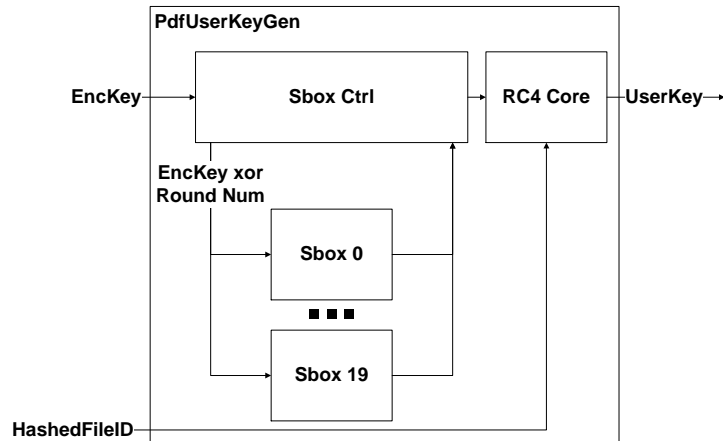 PdfUserKeyGen
EncKey
Sbox Ctrl
RC4 Core
UserKey
EncKey xor
Round Num
Sbox 0
Sbox 19
HashedFileID